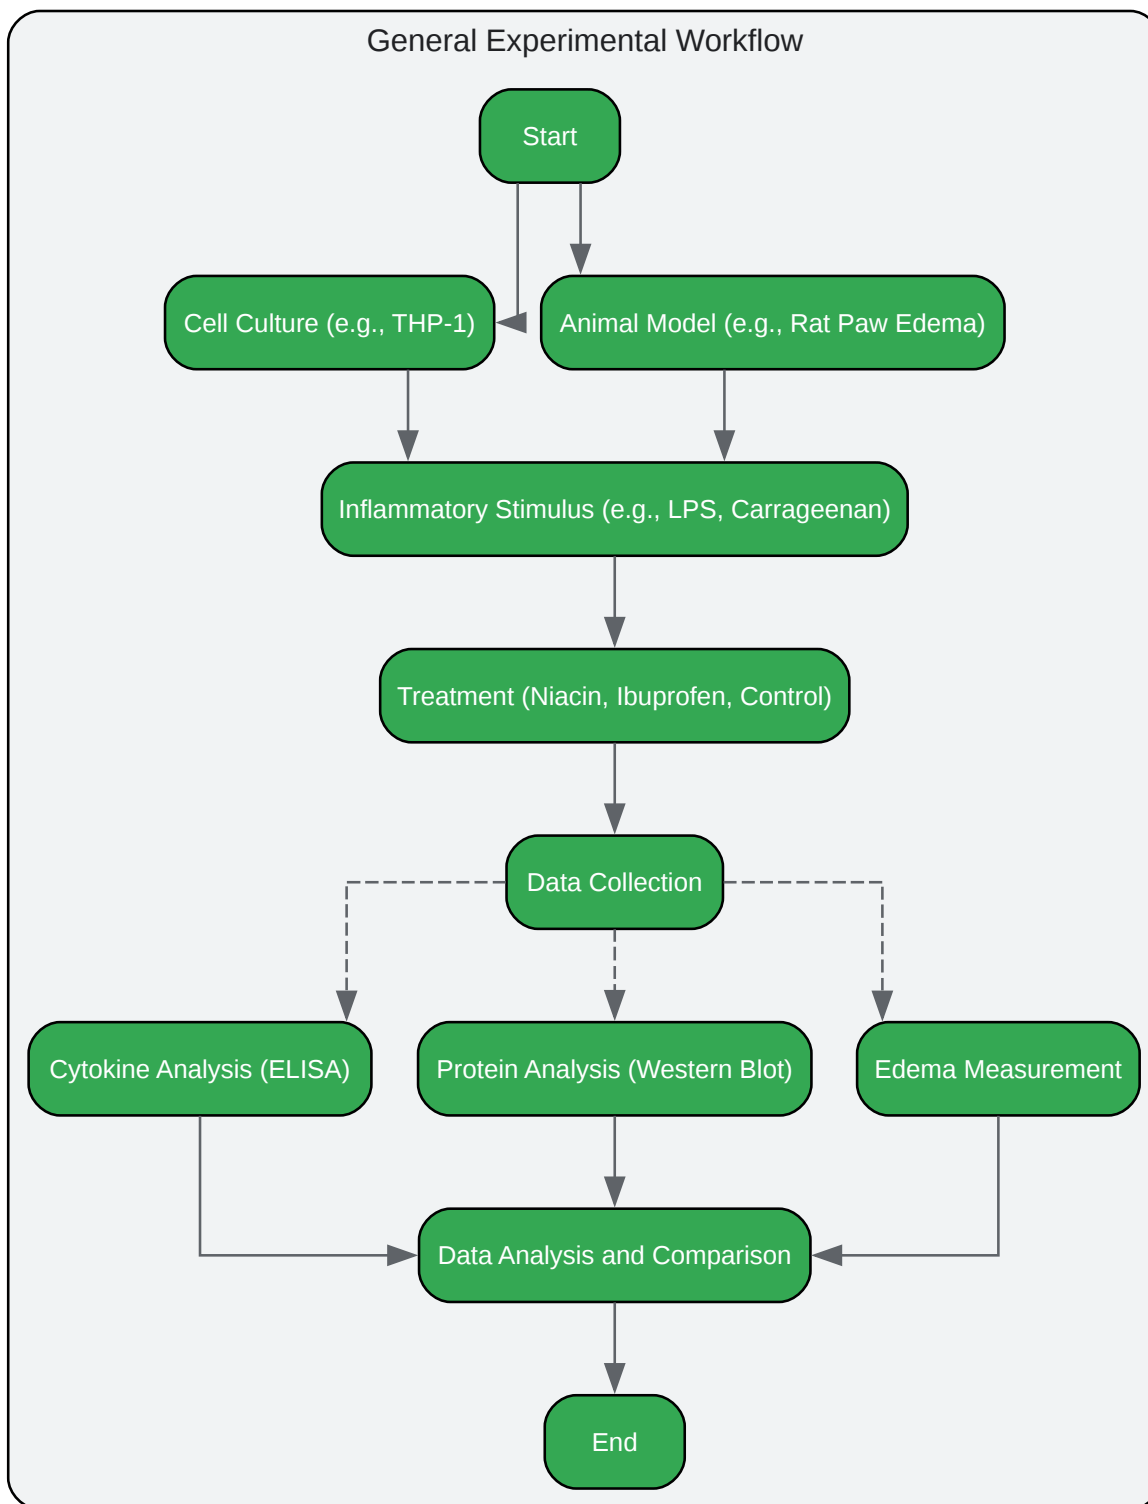 General Experimental Workflow
Start
Cell Culture (e.g., THP-1)
Animal Model (e.g., Rat Paw Edema)
Inflammatory Stimulus (e.g., LPS, Carrageenan)
Treatment (Niacin, Ibuprofen, Control)
Data Collection
Cytokine Analysis (ELISA)
Protein Analysis (Western Blot)
Edema Measurement
Data Analysis and Comparison
End